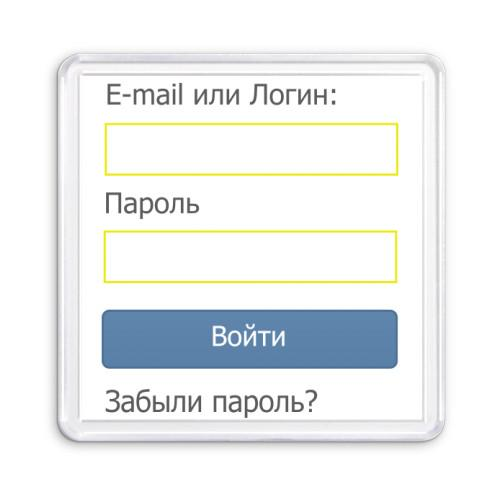 E-mail или Логин:
Пароль
Войти
Забыли пароль?